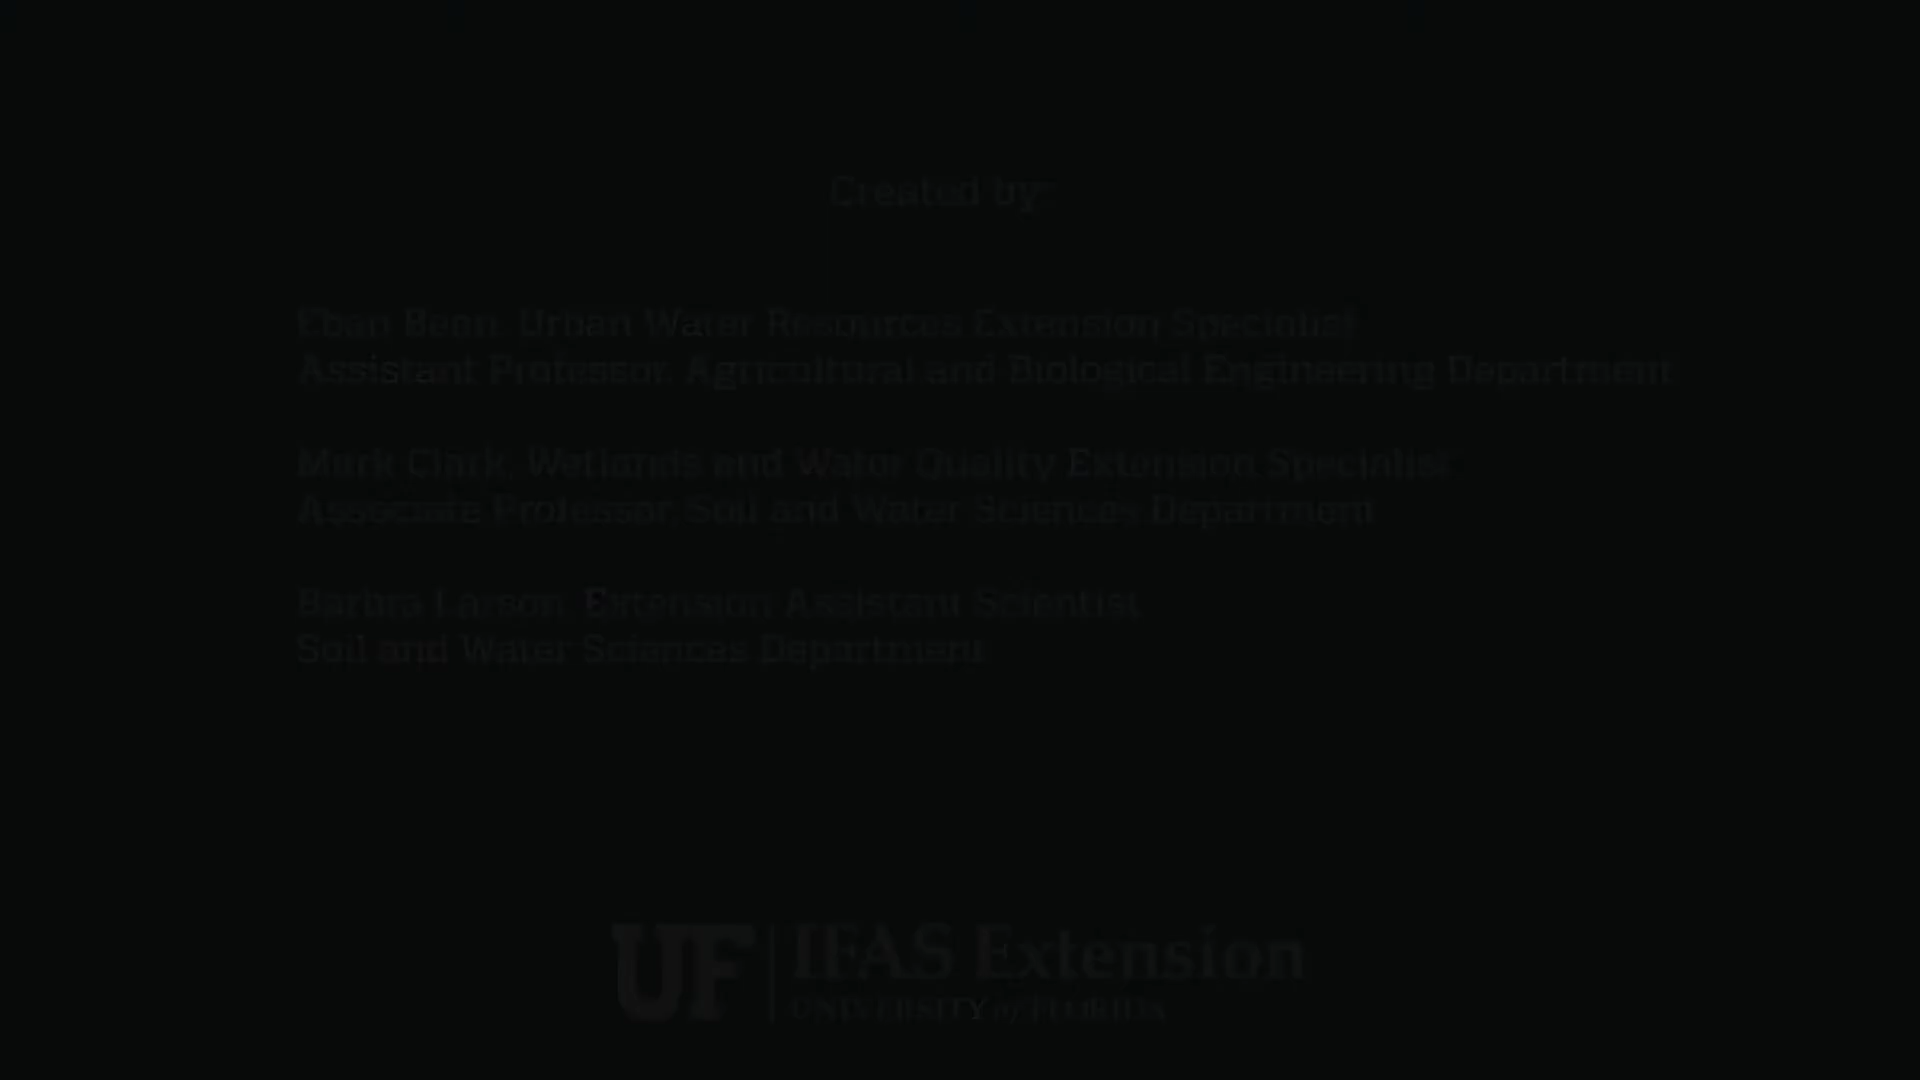 Created by:
Eban Bean, Urban Water Resources Extension Specialist
Assistant Professor, Agricultural and Biological Engineering Department
Mark Clark, Wetlands and Water Quality Extension Specialist
Associate Professor, Soil and Water Sciences Department
Barbra Larson, Extension Assistant Scientist
Soil and Water Sciences Department
UF IFAS Extension
UNIVERSITY of FLORIDA